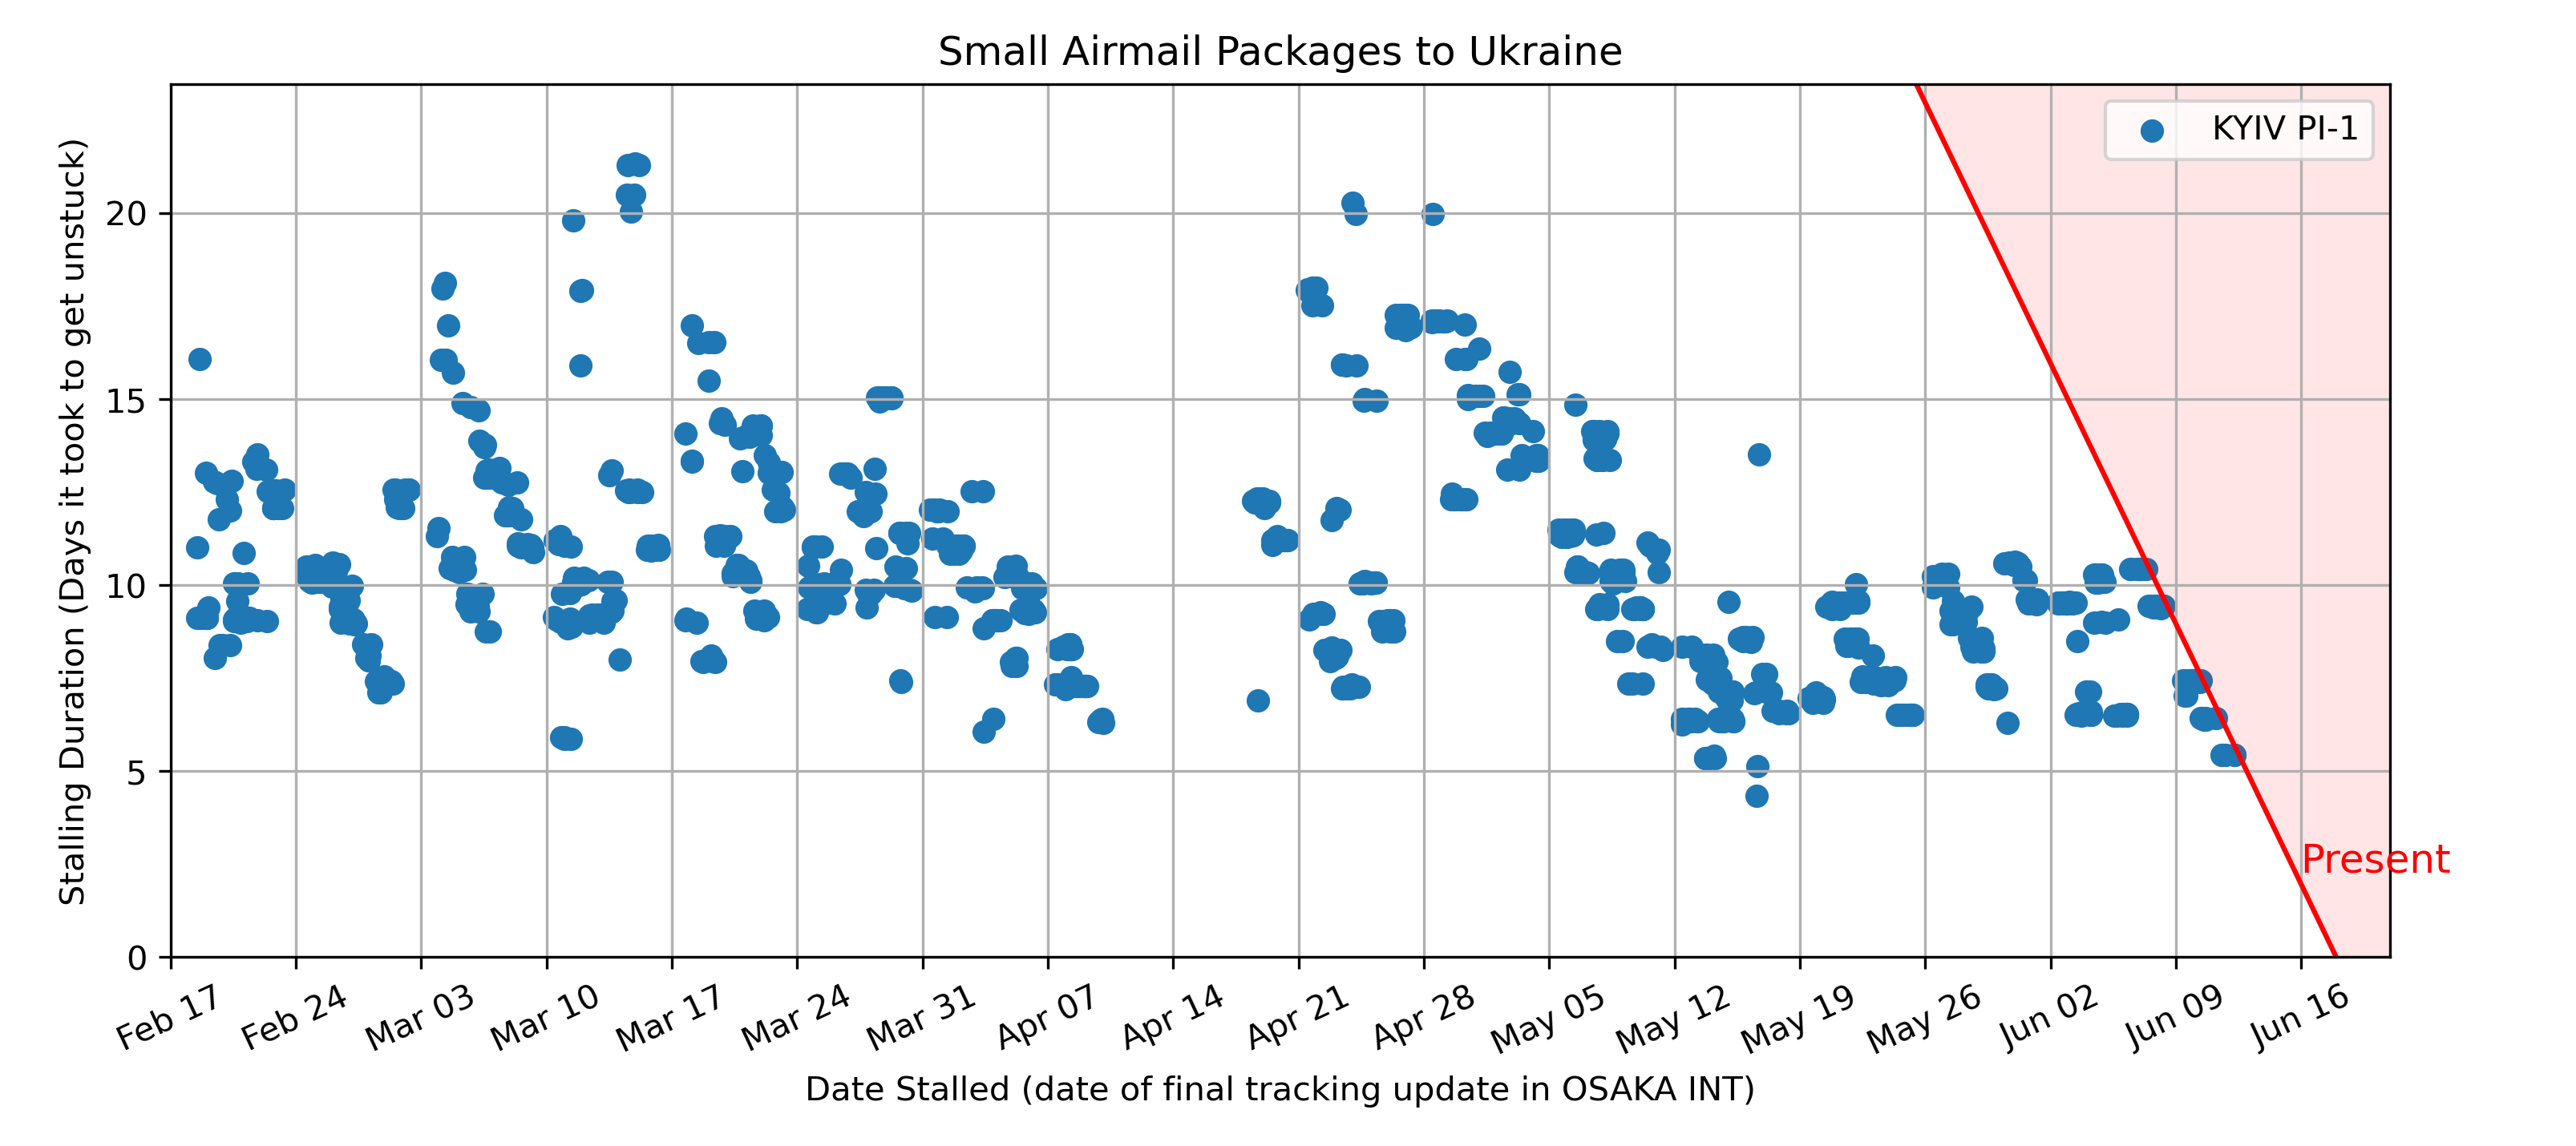 Small Airmail Packages to Ukraine
KYIV PI-1
Stalling Duration (Days it took to get unstuck)
20
15
10
5
0
Present
Feb 17
Feb 24
Mar 03
Mar 10
Mar 17
Mar 24
Mar 31
Apr 07
Apr 14
Apr 21
Apr 28
May 05
May 12
May 19
May 26
Jun 02
Jun 09
Jun 16
Date Stalled (date of final tracking update in OSAKA INT)